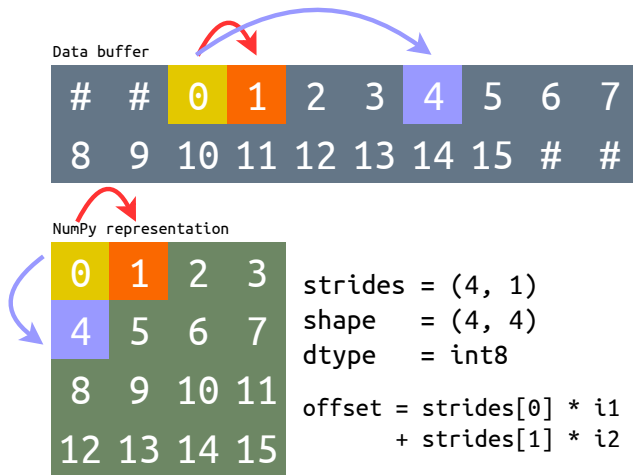 Data buffer
# # 0 1 2 3 4 5 6 7
8 9 10 11 12 13 14 15 # #
NumPy representation
0 1 2 3
4 5 6 7
8 9 10 11
12 13 14 15
strides = (4, 1)
shape   = (4, 4)
dtype   = int8
offset = strides[0] * i1
       + strides[1] * i2